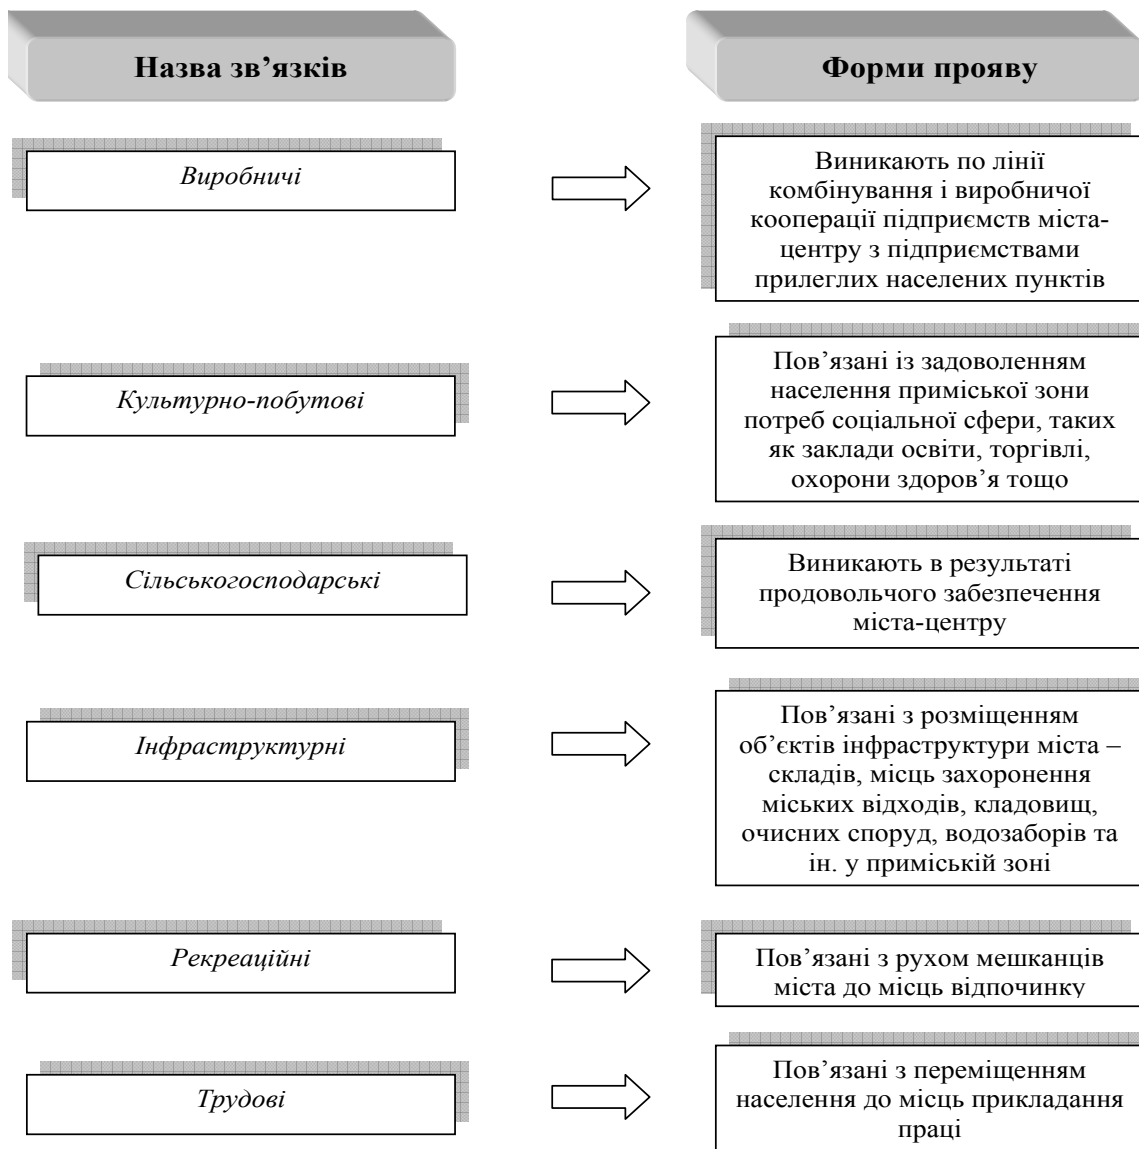 Назва зв’язків
Форми прояву
Виробничі
Виникають по лінії
комбінування і виробничої
кооперації підприємств міста-
центру з підприємствами
прилеглих населених пунктів
Культурно-побутові
Пов’язані із задоволенням
населення приміської зони
потреб соціальної сфери, таких
як заклади освіти, торгівлі,
охорони здоров’я тощо
Сільськогосподарські
Виникають в результаті
продовольчого забезпечення
міста-центру
Інфраструктурні
Пов’язані з розміщенням
об’єктів інфраструктури міста –
складів, місць захоронення
міських відходів, кладовищ,
очисних споруд, водозаборів та
ін. у приміській зоні
Рекреаційні
Пов’язані з рухом мешканців
міста до місць відпочинку
Трудові
Пов’язані з переміщенням
населення до місць прикладання
праці